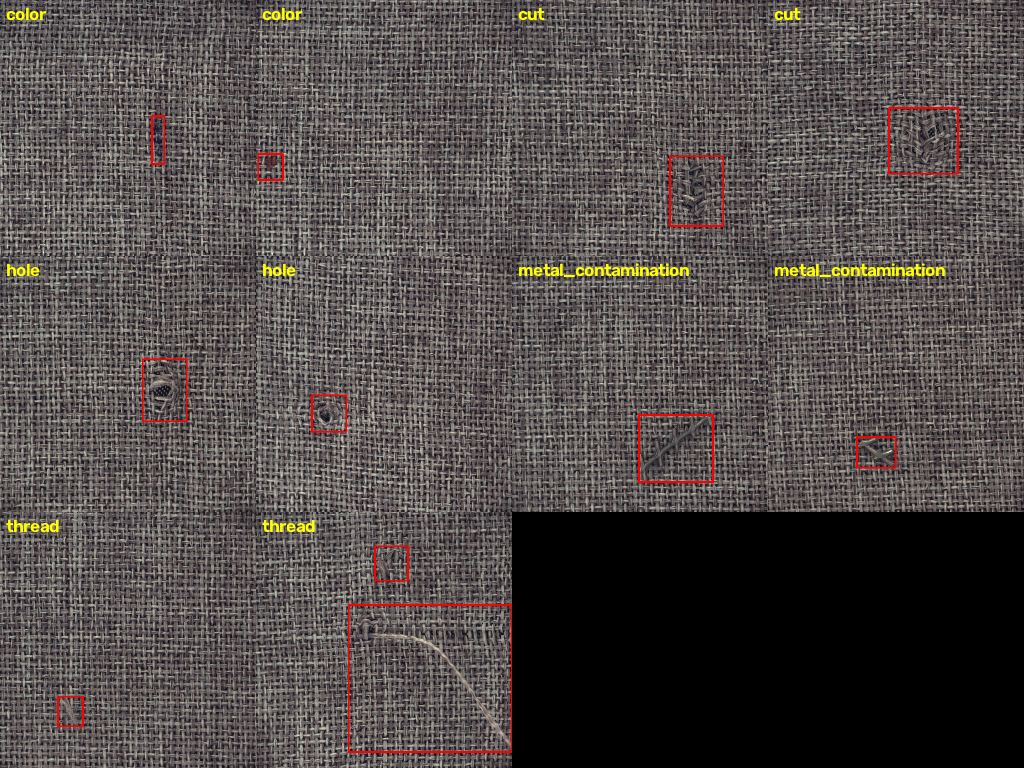 color
color
cut
cut
hole
hole
metal_contamination
metal_contamination
thread
thread